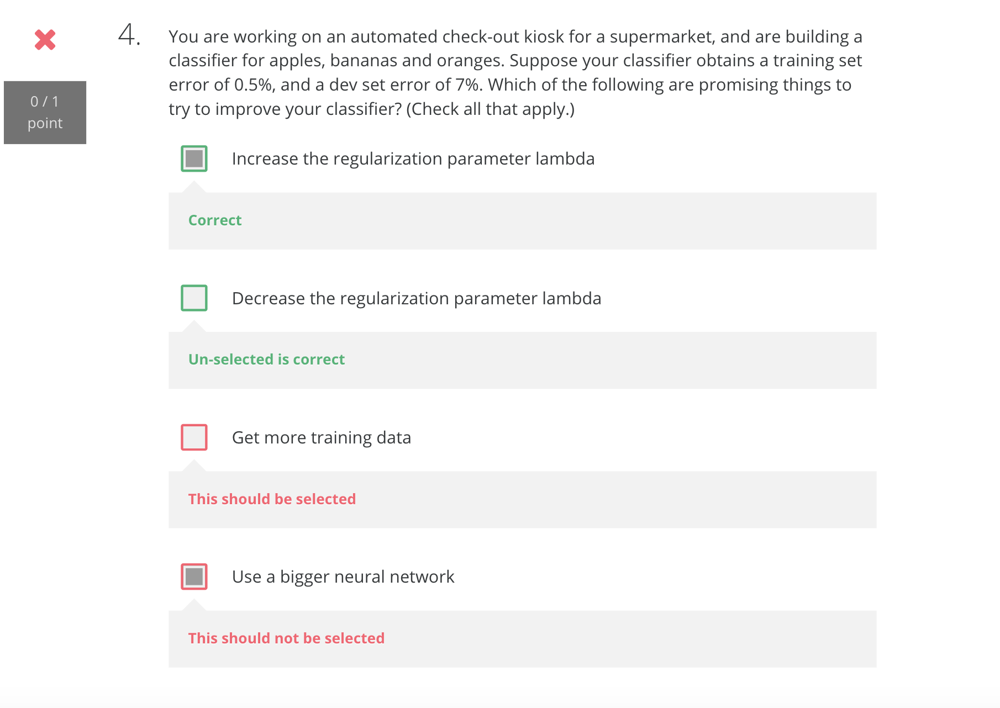 4.
You are working on an automated check-out kiosk for a supermarket, and are building a
classifier for apples, bananas and oranges. Suppose your classifier obtains a training set
error of 0.5%, and a dev set error of 7%. Which of the following are promising things to
try to improve your classifier? (Check all that apply.)
0 / 1
point
Increase the regularization parameter lambda
Correct
Decrease the regularization parameter lambda
Un-selected is correct
Get more training data
This should be selected
Use a bigger neural network
This should not be selected